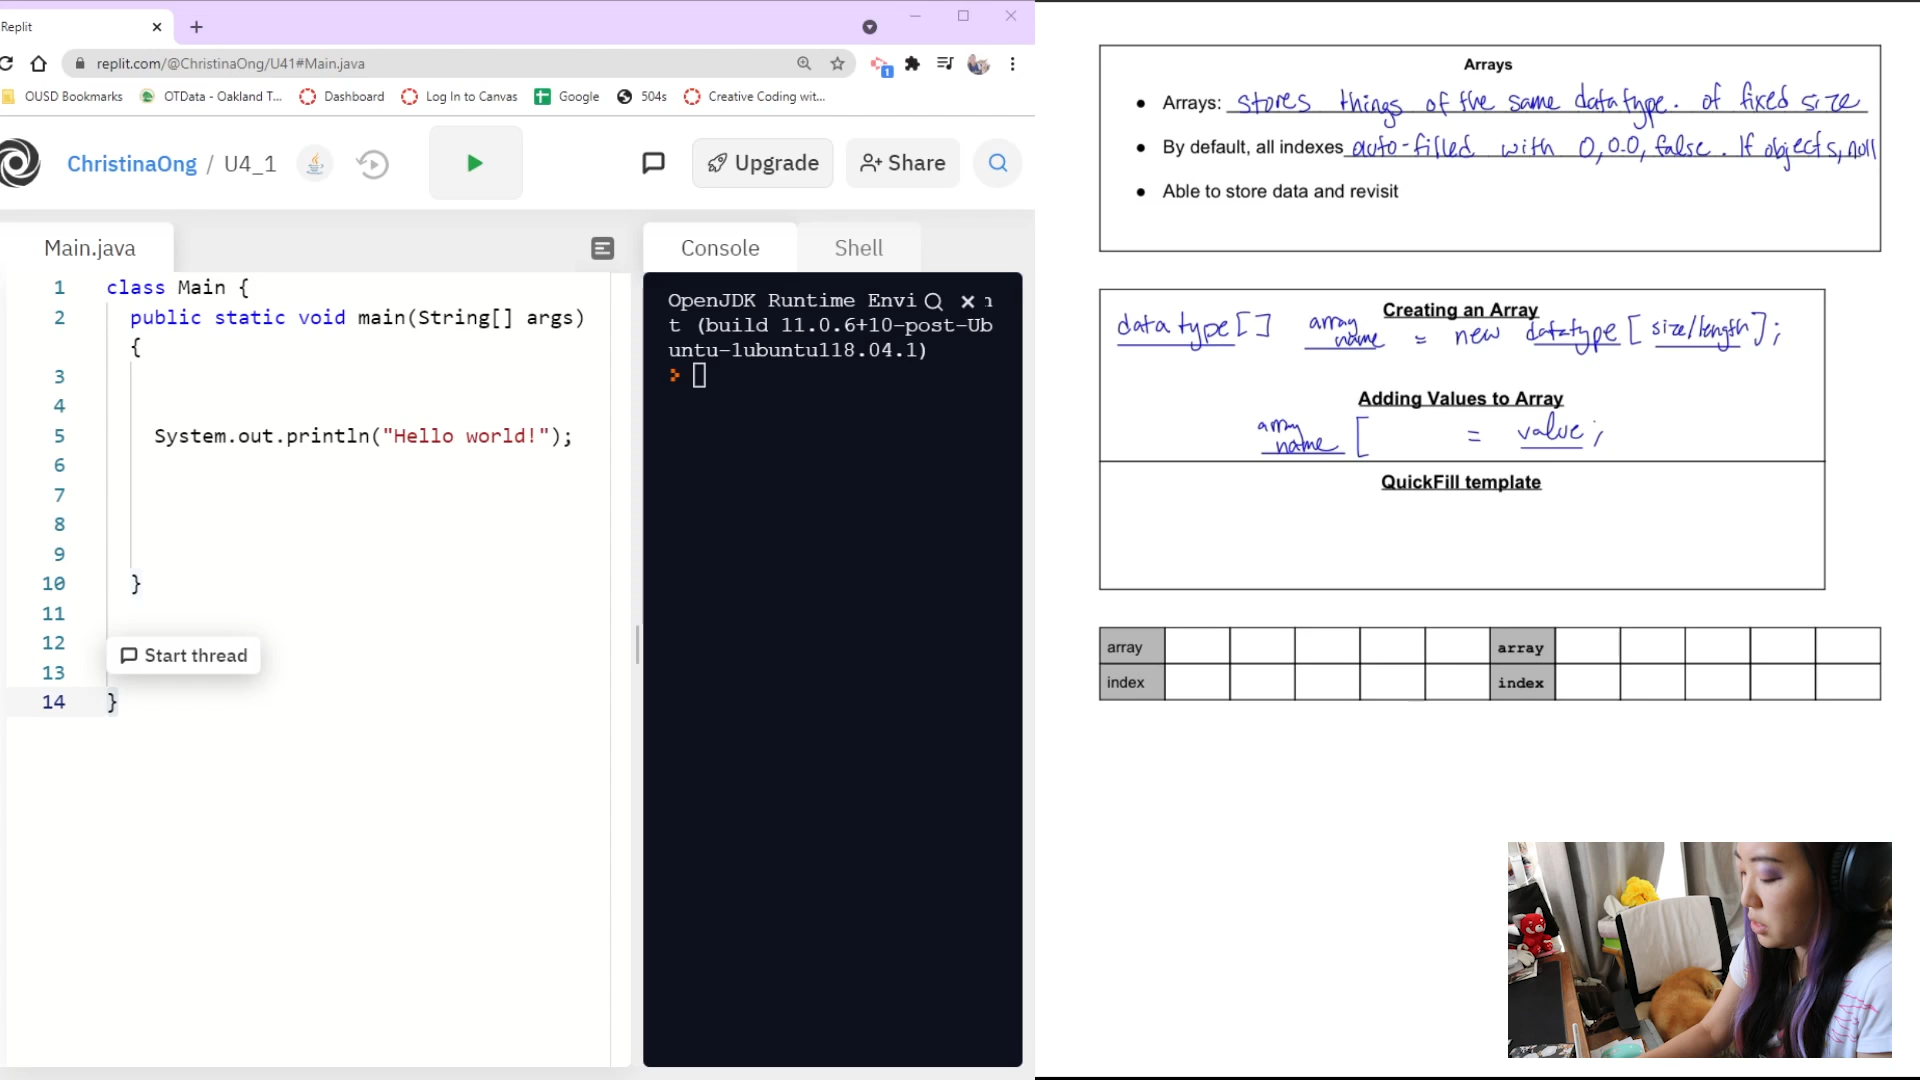 Replit
replit.com/@ChristinaOng/U41#Main.java
1
OUSD Bookmarks OTData - Oakland T... Dashboard Log In to Canvas Google 504s Creative Coding wit...
ChristinaOng / U4_1 Upgrade Share
Main.java
Console Shell
1 class Main {
2 public static void main(String[] args)
{
3
4
5 System.out.println("Hello world!");
6
7
8
9
10 }
11
12
13
14 }
Start thread
OpenJDK Runtime Envi
t (build 11.0.6+10-post-Ub
untu-1ubuntu118.04.1)
>
Arrays
● Arrays: stores things of the same datatype. of fixed size
● By default, all indexes auto-filled with 0, 0.0, false. If objects, null
● Able to store data and revisit
Creating an Array
datatype[] array name = new datatype [size/length];
Adding Values to Array
array name [ = value;
QuickFill template
array array
index index